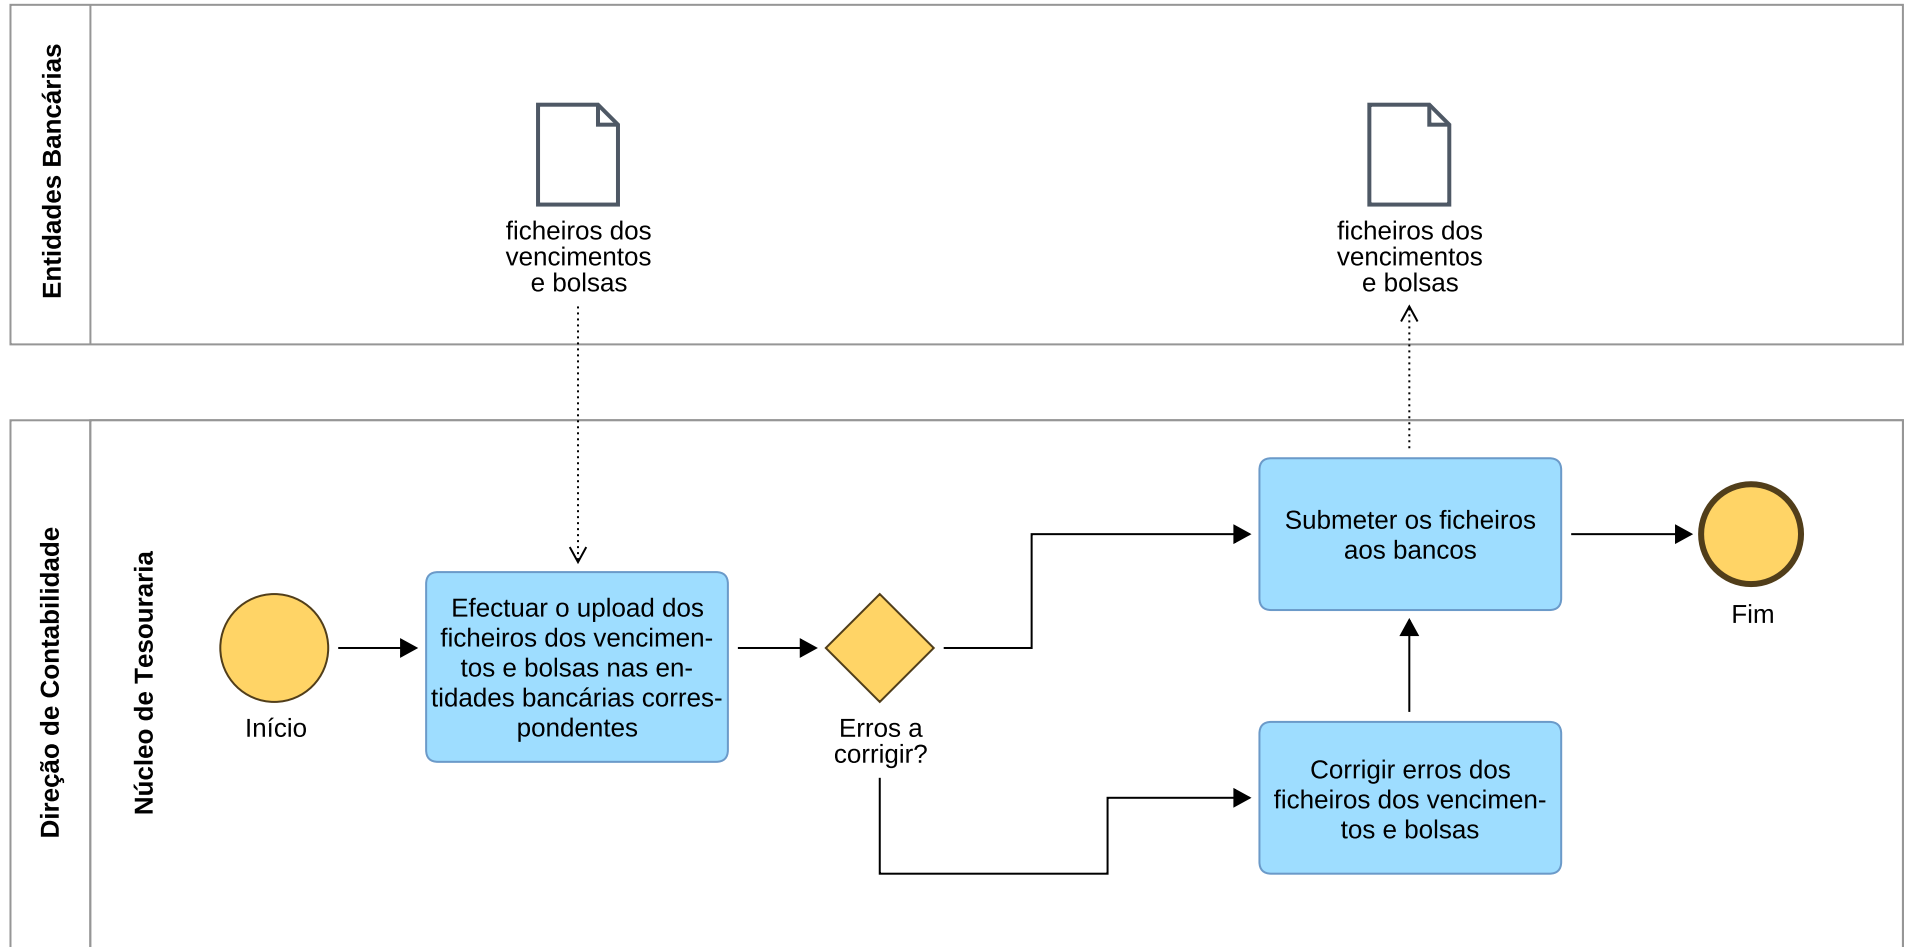 Entidades Bancárias
ficheiros dos
vencimentos
e bolsas
ficheiros dos
vencimentos
e bolsas
Direção de Contabilidade
Núcleo de Tesouraria
Início
Efectuar o upload dos
ficheiros dos vencimen-
tos e bolsas nas en-
tidades bancárias corres-
pondentes
Erros a
corrigir?
Submeter os ficheiros
aos bancos
Corrigir erros dos
ficheiros dos vencimen-
tos e bolsas
Fim